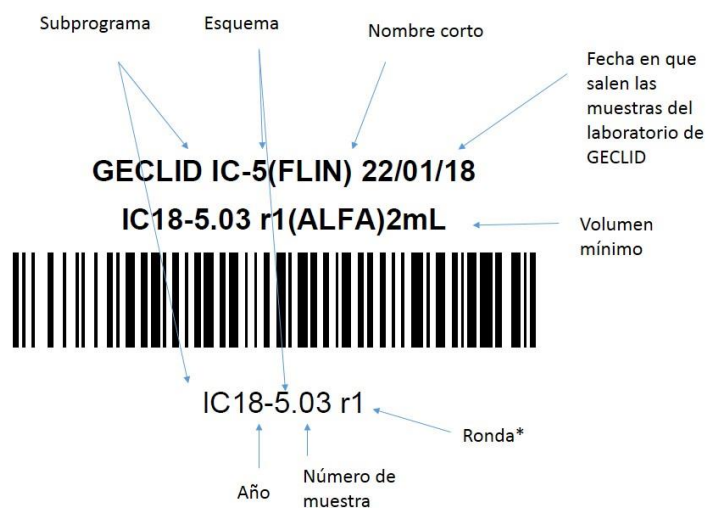 Subprograma
Esquema
Nombre corto
Fecha en que
salen las
muestras del
laboratorio de
GECLID
GECLID IC-5(FLIN) 22/01/18
IC18-5.03 r1(ALFA)2mL
Volumen
mínimo
IC18-5.03 r1
Ronda*
Año
Número de
muestra